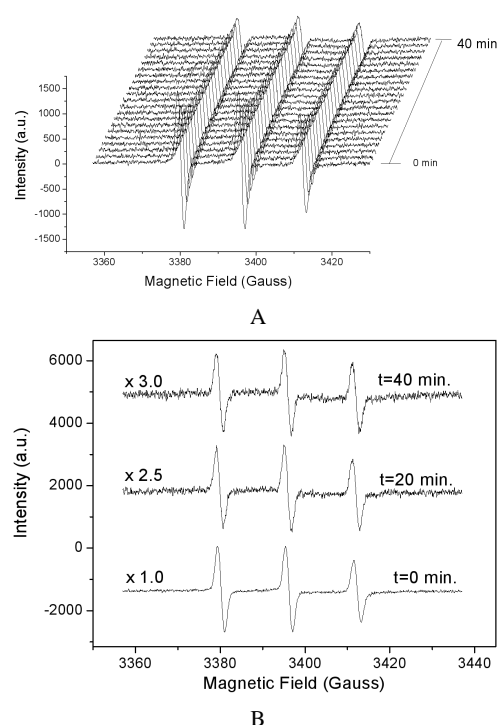 40 min
1500
1000
500
0
-500
-1000
-1500
0 min
Intensity (a.u.)
3360
3380
3400
3420
Magnetic Field (Gauss)
A
6000
4000
2000
0
-2000
Intensity (a.u.)
x 3.0
t=40 min.
x 2.5
t=20 min.
x 1.0
t=0 min.
3360
3380
3400
3420
3440
Magnetic Field (Gauss)
B